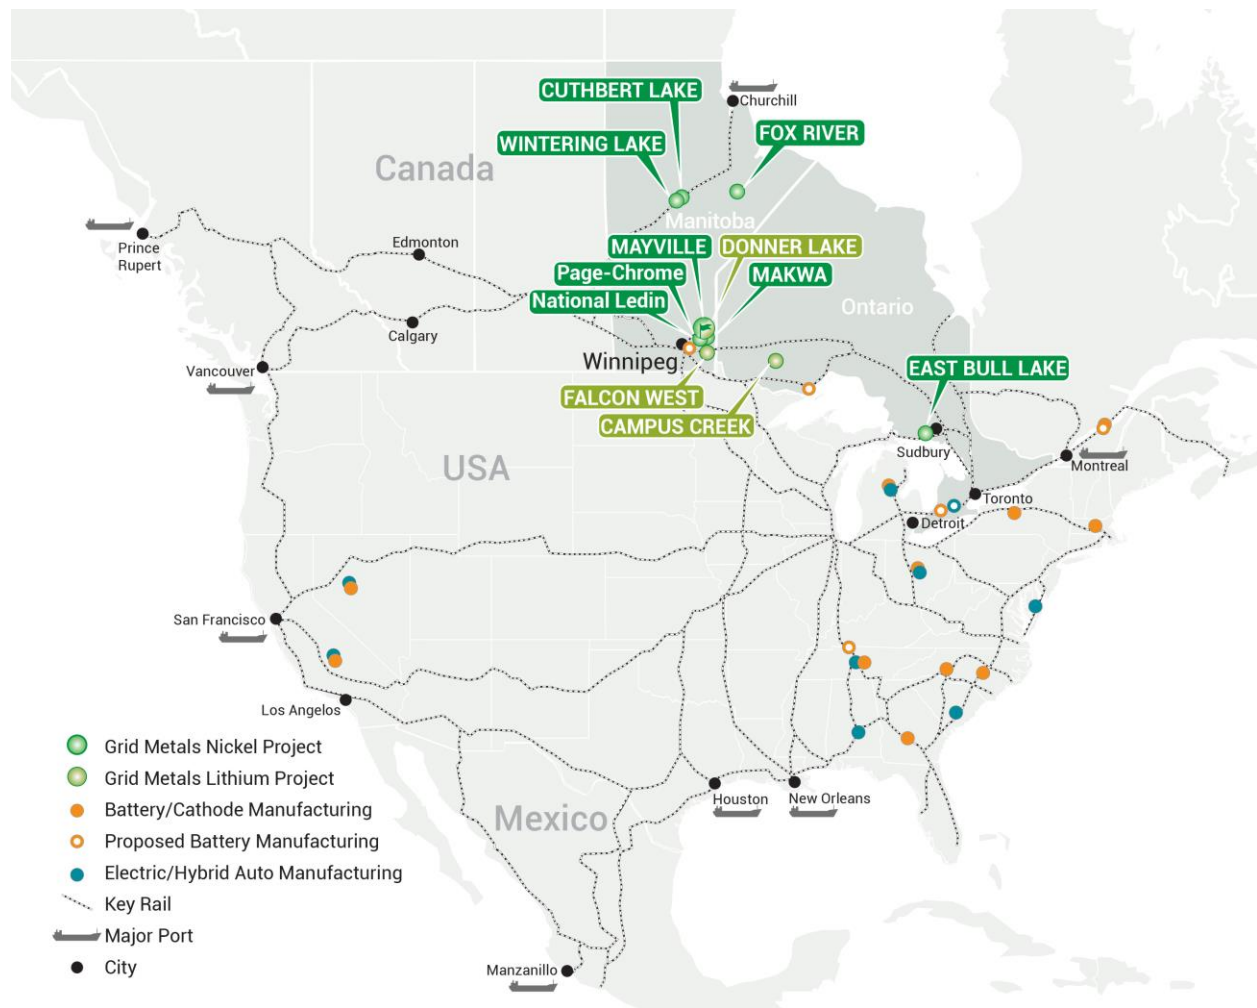 CUTHBERT LAKE
Churchill
WINTERING LAKE
FOX RIVER
Canada
Manitoba
Prince
Rupert
Edmonton
MAYVILLE
DONNER LAKE
Page-Chrome
MAKWA
National Ledin
Ontario
Calgary
Winnipeg
Vancouver
EAST BULL LAKE
FALCON WEST
CAMPUS CREEK
Sudbury
Montreal
USA
Toronto
Detroit
San Francisco
Los Angelos
Houston
New Orleans
Mexico
Manzanillo
Grid Metals Nickel Project
Grid Metals Lithium Project
Battery/Cathode Manufacturing
Proposed Battery Manufacturing
Electric/Hybrid Auto Manufacturing
Key Rail
Major Port
City